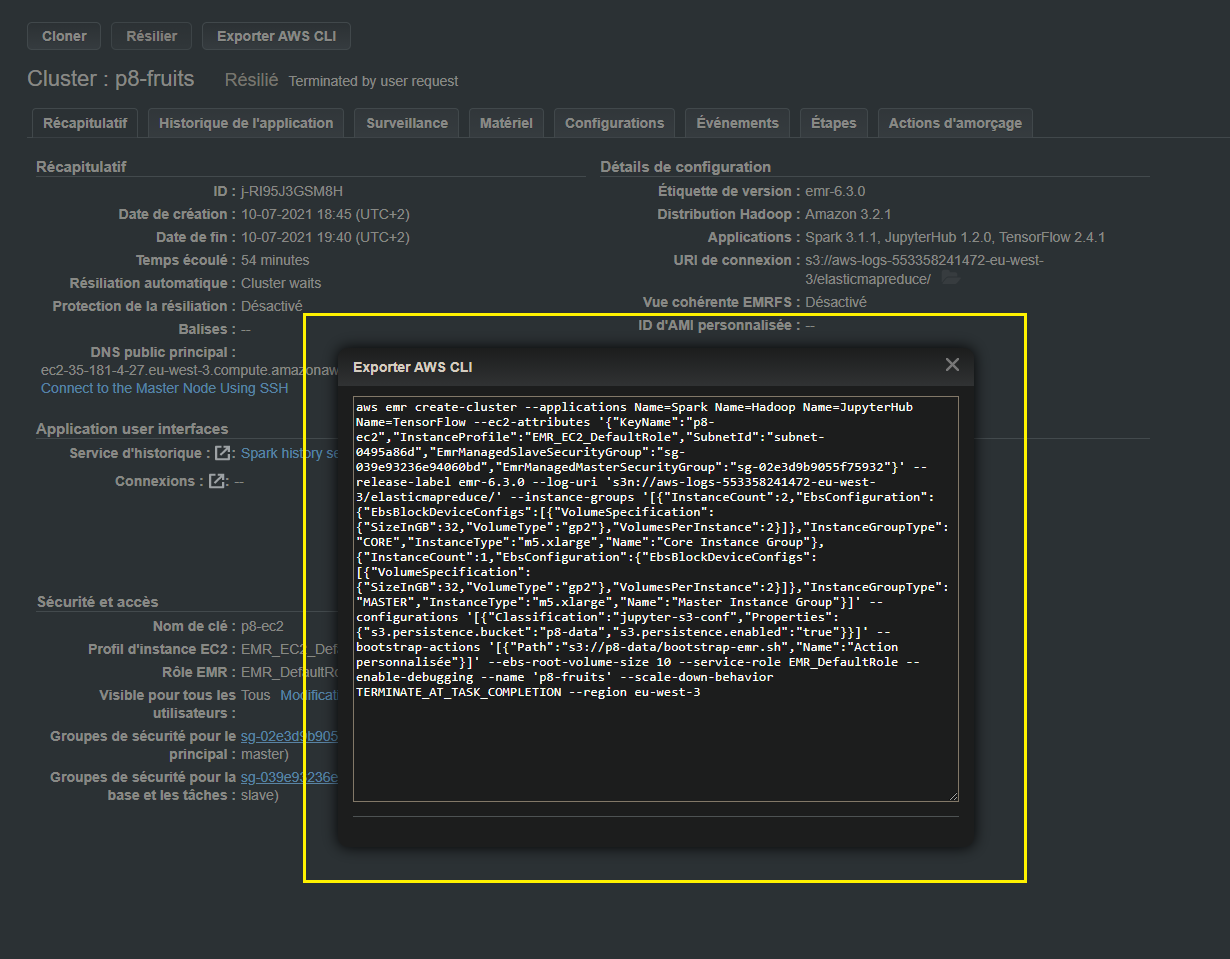 Cloner Résilier Exporter AWS CLI
Cluster : p8-fruits Résilié Terminated by user request
Récapitulatif Historique de l'application Surveillance Matériel Configurations Événements Étapes Actions d'amorçage
Récapitulatif
ID : j-RI95J3GSM8H
Date de création : 10-07-2021 18:45 (UTC+2)
Date de fin : 10-07-2021 19:40 (UTC+2)
Temps écoulé : 54 minutes
Résiliation automatique : Cluster waits
Protection de la résiliation : Désactivé
Balises : --
DNS public principal :
ec2-35-181-4-27.eu-west-3.compute.amazonaw
Connect to the Master Node Using SSH
Détails de configuration
Étiquette de version : emr-6.3.0
Distribution Hadoop : Amazon 3.2.1
Applications : Spark 3.1.1, JupyterHub 1.2.0, TensorFlow 2.4.1
URI de connexion : s3://aws-logs-553358241472-eu-west-
3/elasticmapreduce/
Vue cohérente EMRFS : Désactivé
ID d'AMI personnalisée : --
Application user interfaces
Service d'historique : : Spark history se
Connexions : : --
Sécurité et accès
Nom de clé : p8-ec2
Profil d'instance EC2 : EMR_EC2_Def
Rôle EMR : EMR_DefaultRo
Visible pour tous les Tous Modificati
utilisateurs :
Groupes de sécurité pour le sg-02e3d9b905
principal : master)
Groupes de sécurité pour la sg-039e93236e
base et les tâches : slave)
Exporter AWS CLI
aws emr create-cluster --applications Name=Spark Name=Hadoop Name=JupyterHub
Name=TensorFlow --ec2-attributes '{"KeyName":"p8-
ec2","InstanceProfile":"EMR_EC2_DefaultRole","SubnetId":"subnet-
0495a86d","EmrManagedSlaveSecurityGroup":"sg-
039e93236e94060bd","EmrManagedMasterSecurityGroup":"sg-02e3d9b9055f75932"}' --
release-label emr-6.3.0 --log-uri 's3n://aws-logs-553358241472-eu-west-
3/elasticmapreduce/' --instance-groups '[{"InstanceCount":2,"EbsConfiguration":
{"EbsBlockDeviceConfigs":[{"VolumeSpecification":
{"SizeInGB":32,"VolumeType":"gp2"},"VolumesPerInstance":2}]},"InstanceGroupType":
"CORE","InstanceType":"m5.xlarge","Name":"Core Instance Group"},
{"InstanceCount":1,"EbsConfiguration":{"EbsBlockDeviceConfigs":
[{"VolumeSpecification":
{"SizeInGB":32,"VolumeType":"gp2"},"VolumesPerInstance":2}]},"InstanceGroupType":
"MASTER","InstanceType":"m5.xlarge","Name":"Master Instance Group"}]' --
configurations '[{"Classification":"jupyter-s3-conf","Properties":
{"s3.persistence.bucket":"p8-data","s3.persistence.enabled":"true"}}]' --
bootstrap-actions '[{"Path":"s3://p8-data/bootstrap-emr.sh","Name":"Action
personnalisée"}]' --ebs-root-volume-size 10 --service-role EMR_DefaultRole --
enable-debugging --name 'p8-fruits' --scale-down-behavior
TERMINATE_AT_TASK_COMPLETION --region eu-west-3